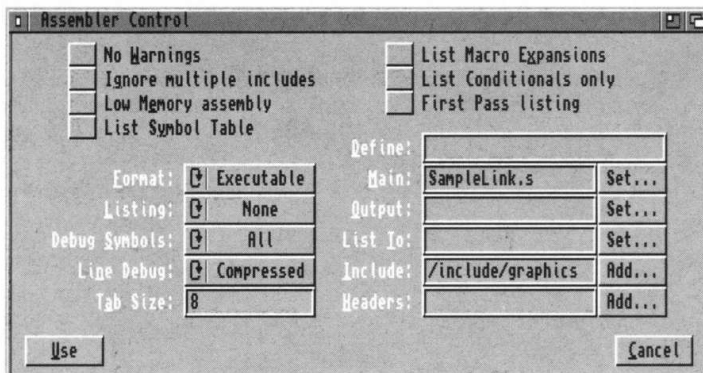 Assembler Control
No Warnings
Ignore multiple includes
Low Memory assembly
List Symbol Table
List Macro Expansions
List Conditionals only
First Pass listing
Define:
Format: Executable
Main: SampleLink.s Set...
Listing: None
Output: Set...
Debug Symbols: All
List To: Set...
Line Debug: Compressed
Include: /include/graphics Add...
Tab Size: 8
Headers: Add...
Use
Cancel